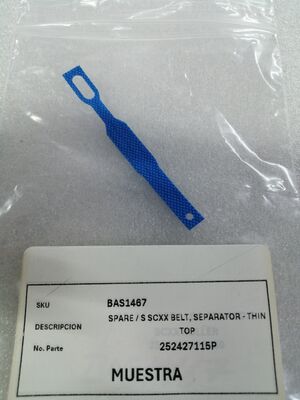 SKU BAS1467
DESCRIPCION SPARE / S SCXX BELT, SEPARATOR - THIN
TOP
No. Parte 252427115P
MUESTRA